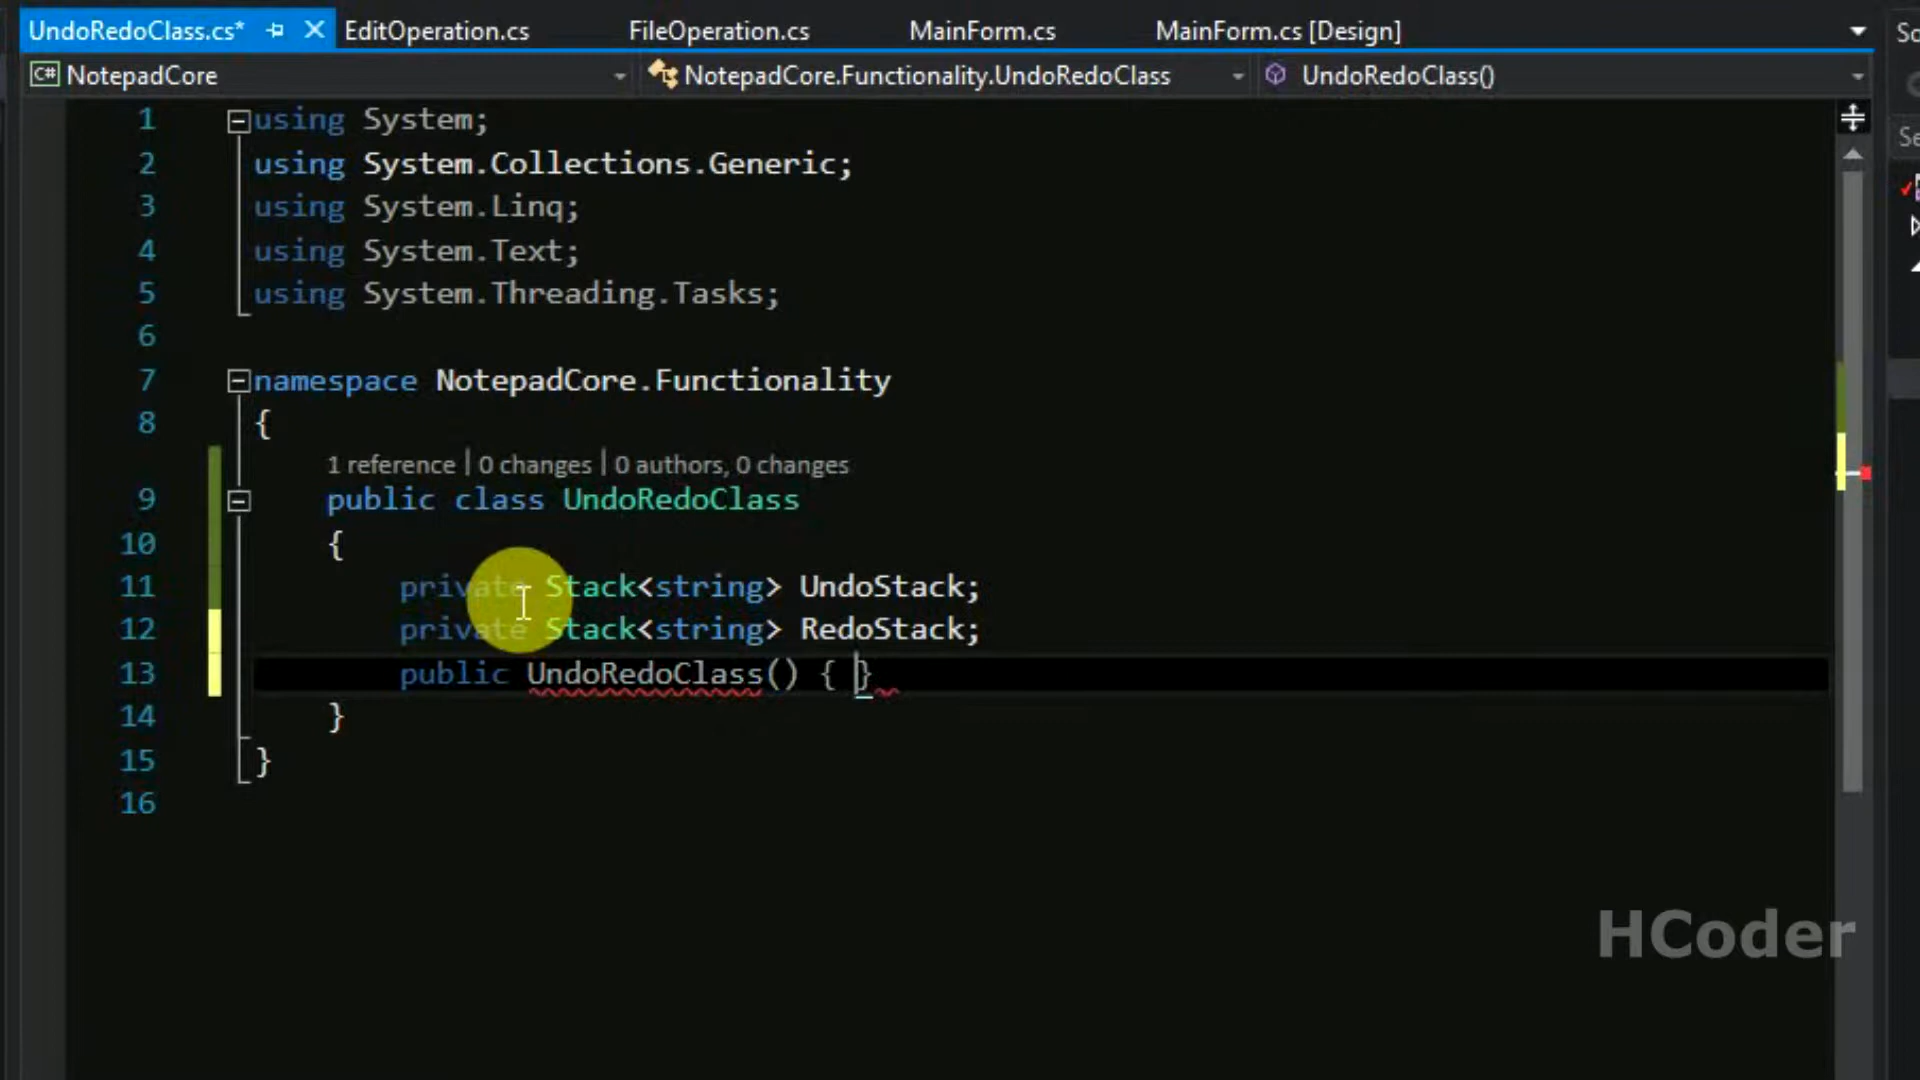 UndoRedoClass.cs*
EditOperation.cs
FileOperation.cs
MainForm.cs
MainForm.cs [Design]
So
C# NotepadCore
NotepadCore.Functionality.UndoRedoClass
UndoRedoClass()
Se
1 using System;
2 using System.Collections.Generic;
3 using System.Linq;
4 using System.Text;
5 using System.Threading.Tasks;
6
7 namespace NotepadCore.Functionality
8 {
1 reference | 0 changes | 0 authors, 0 changes
9 public class UndoRedoClass
10 {
11 private Stack<string> UndoStack;
12 private Stack<string> RedoStack;
13 public UndoRedoClass() { }
14 }
15 }
16
HCoder